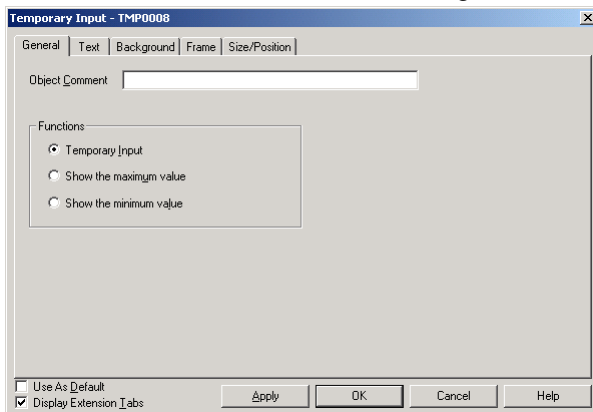 Temporary Input - TMP0008
General Text Background Frame Size/Position
Object Comment
Functions
Temporary Input
Show the maximum value
Show the minimum value
Use As Default
Display Extension Tabs
Apply OK Cancel Help